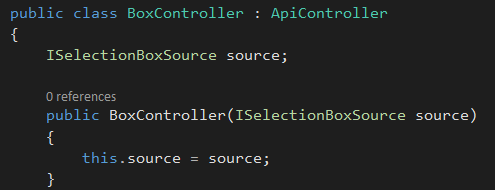 public class BoxController : ApiController
{
ISelectionBoxSource source;
0 references
public BoxController(ISelectionBoxSource source)
{
this.source = source;
}